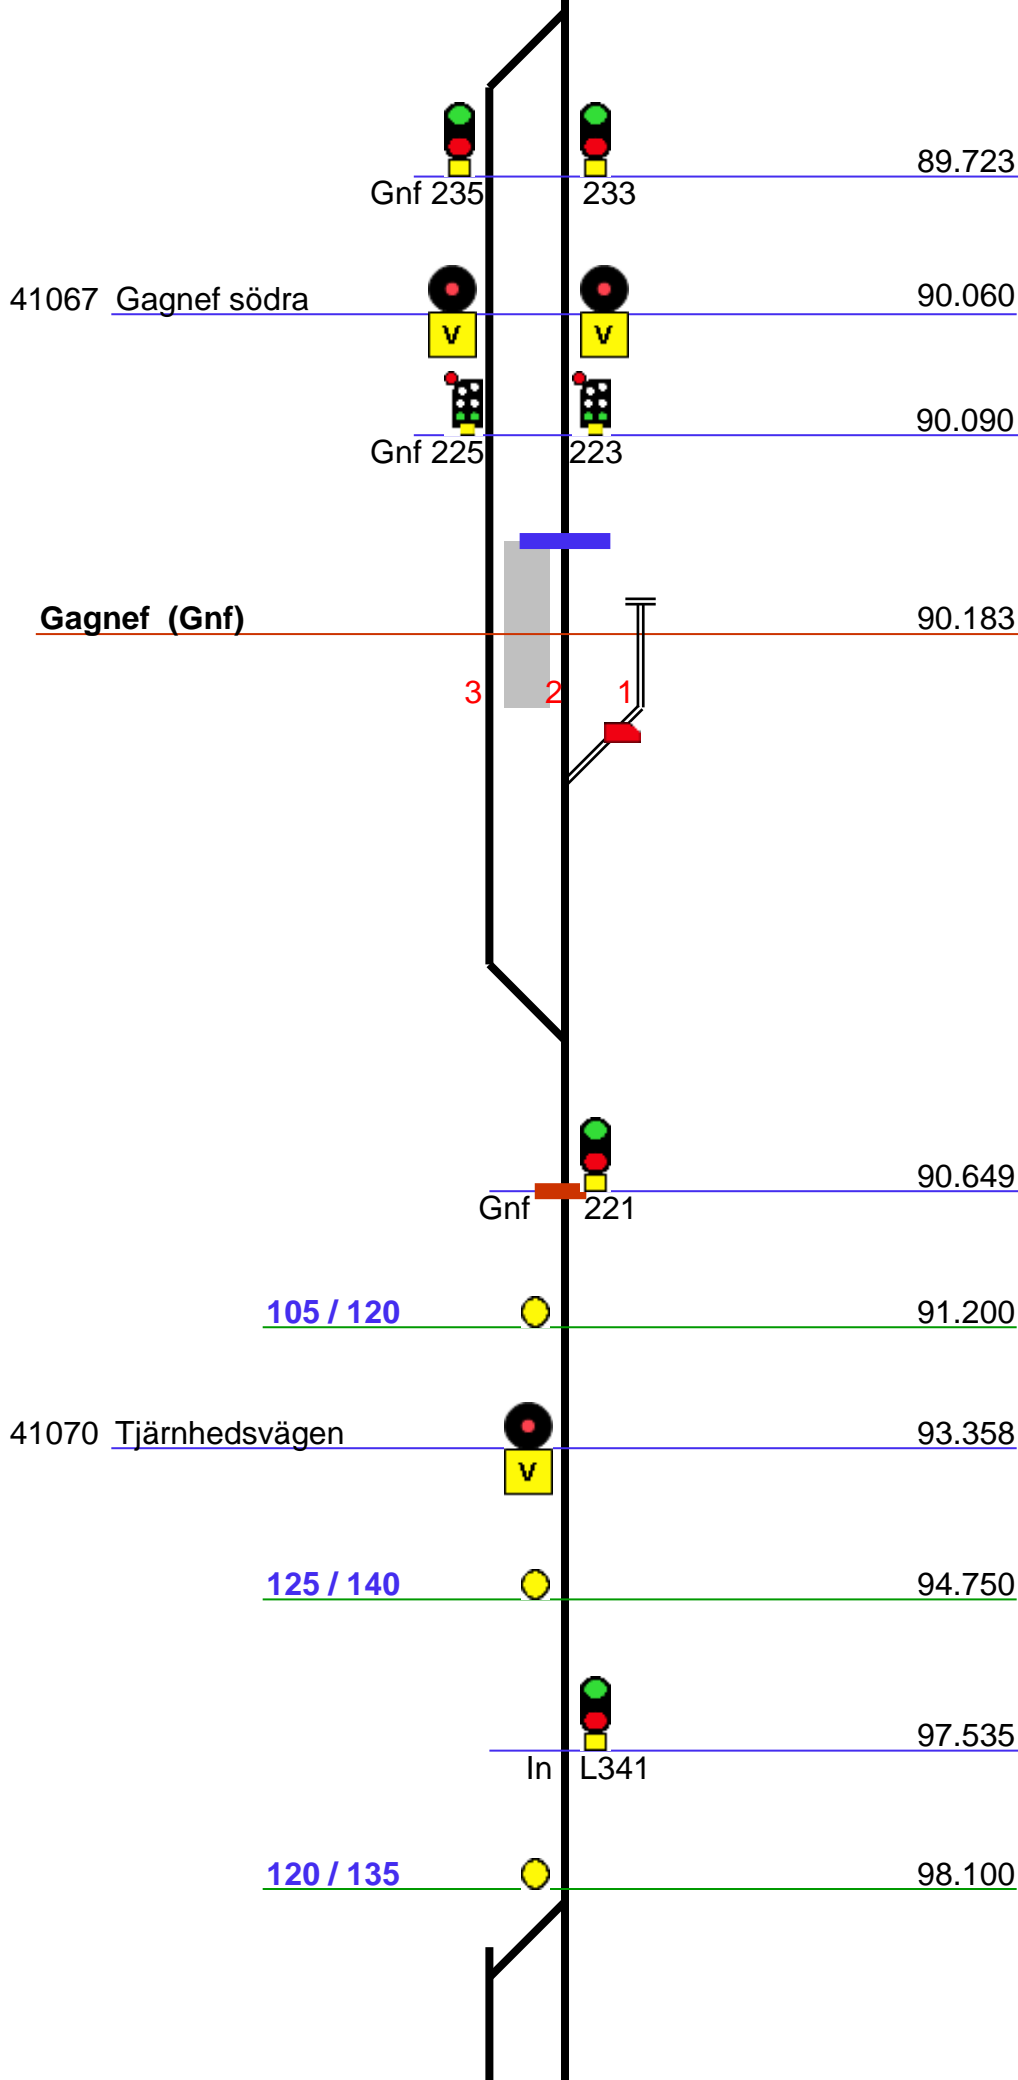 89.723
Gnf 235 233
41067 Gagnef södra 90.060
V V
90.090
Gnf 225 223
Gagnef (Gnf) 90.183
3 2 1
90.649
Gnf 221
105 / 120 91.200
41070 Tjärnhedsvägen 93.358
V
125 / 140 94.750
97.535
In L341
120 / 135 98.100